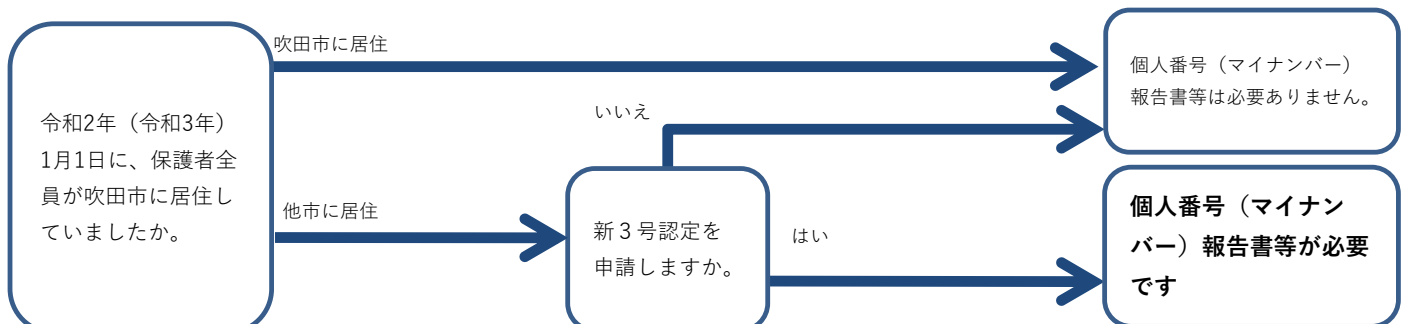 吹田市に居住
個人番号（マイナンバー）
報告書等は必要ありません。
いいえ
令和2年（令和3年）
1月1日に、保護者全
員が吹田市に居住し
ていましたか。
他市に居住
新３号認定を
申請しますか。
はい
個人番号（マイナン
バー）報告書等が必要
です